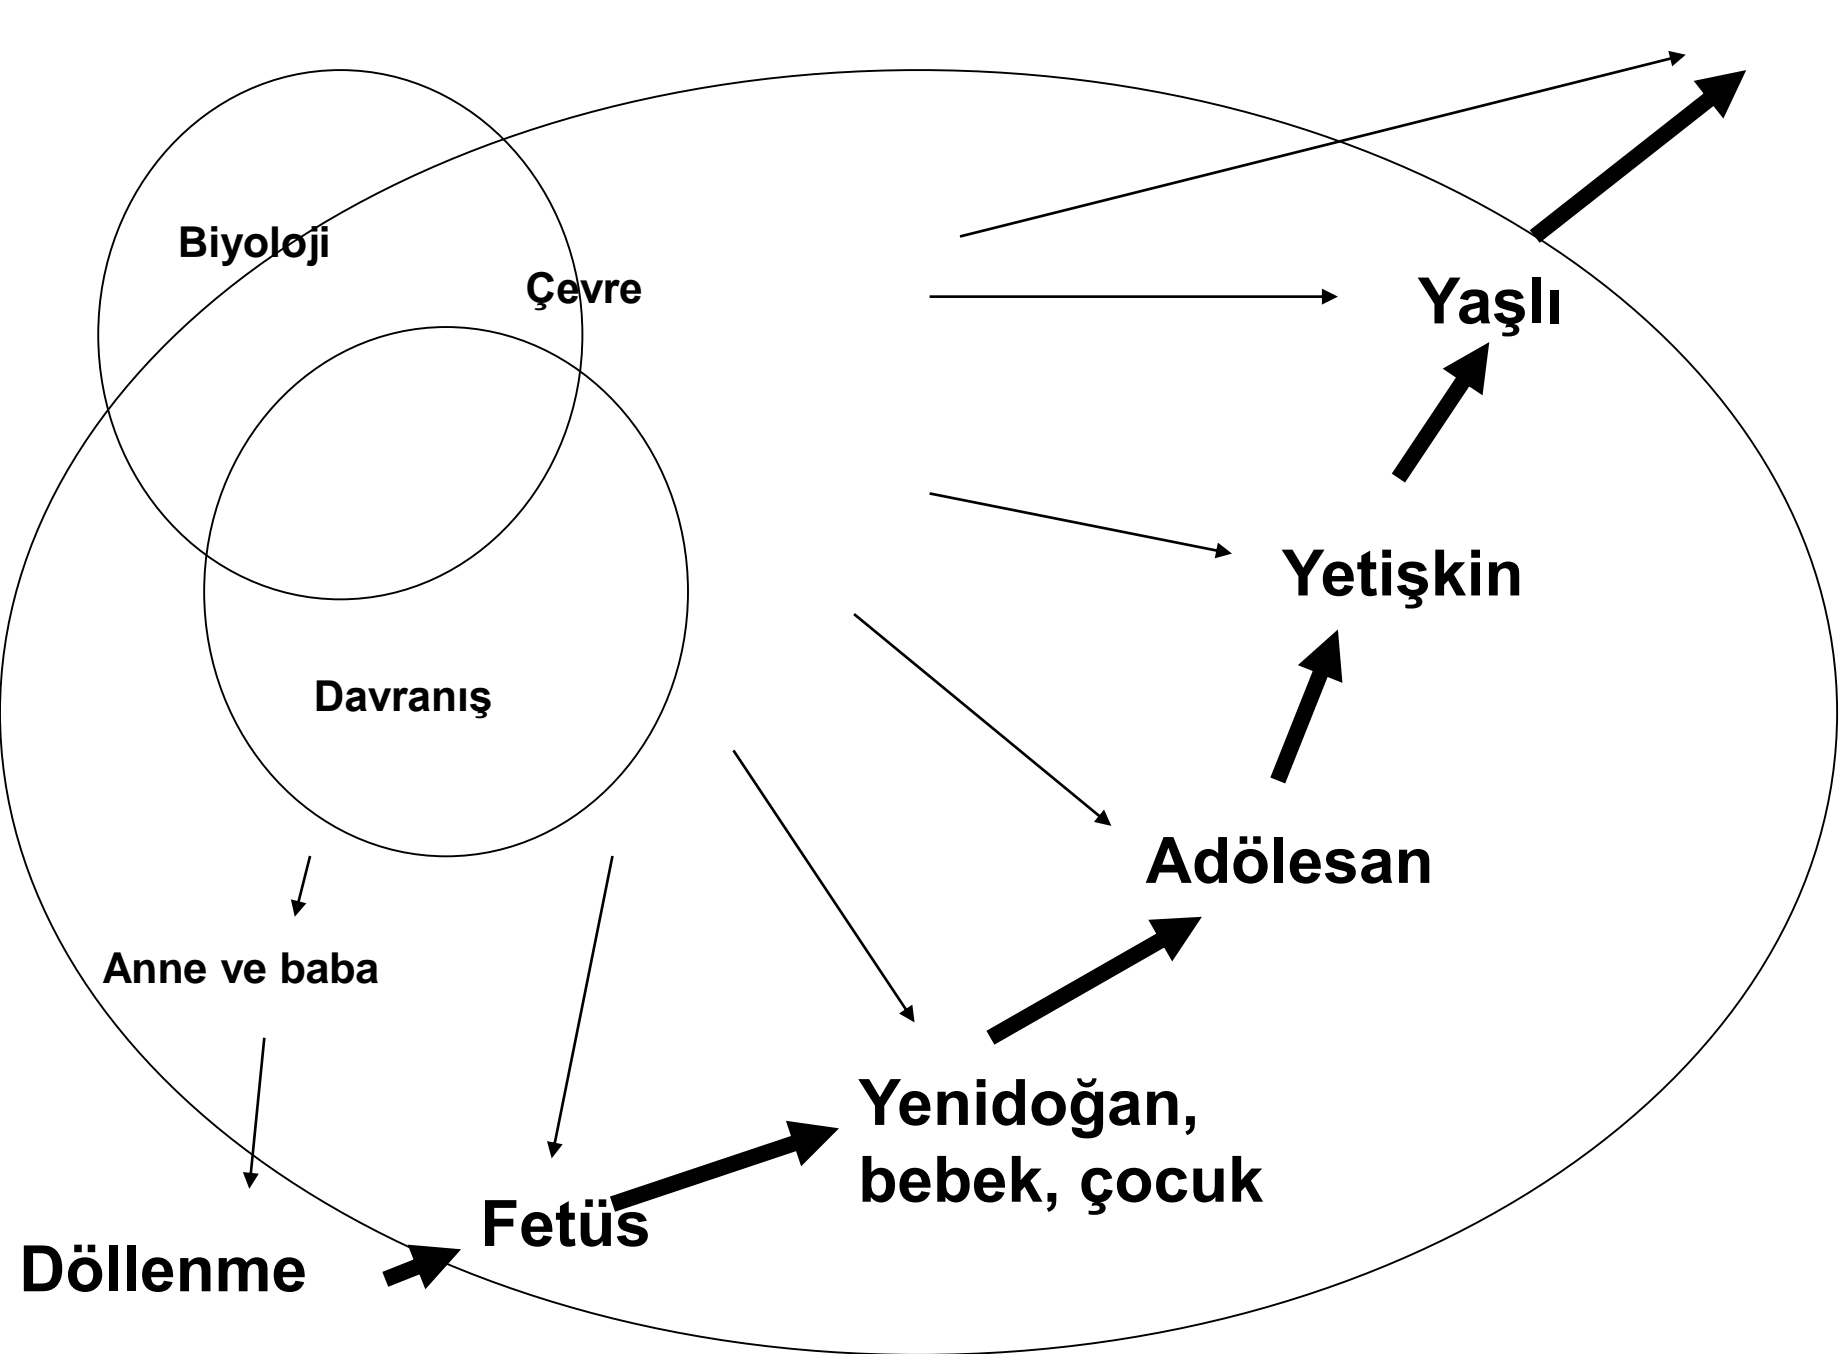 Biyoloji
Çevre
Yaşlı
Yetişkin
Davranış
Adölesan
Anne ve baba
Yenidoğan,
bebek, çocuk
Fetüs
Döllenme